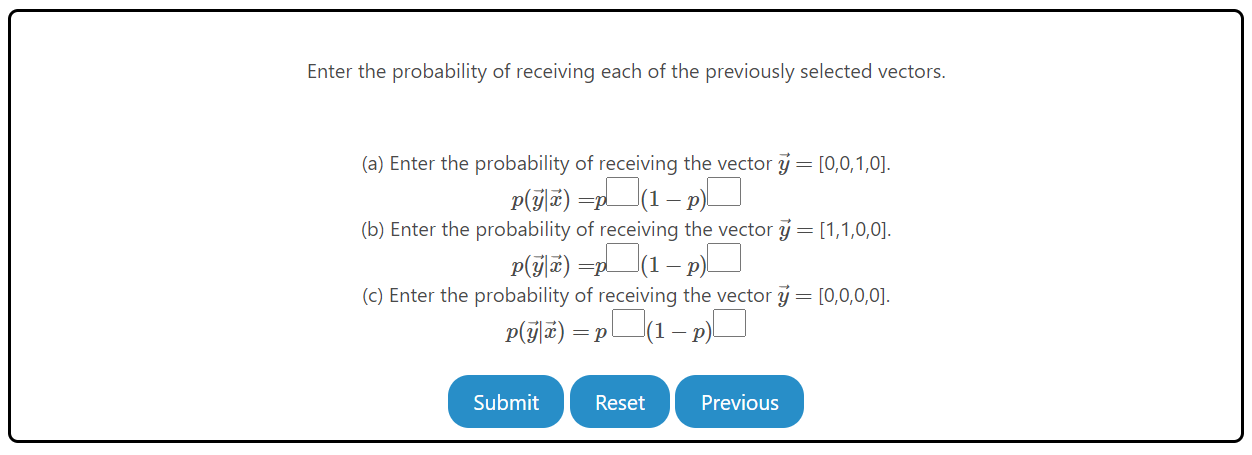 Enter the probability of receiving each of the previously selected vectors.
(a) Enter the probability of receiving the vector $\vec{y}$ = [0,0,1,0].
$p(\vec{y}|\vec{x})$ =$p$ $(1 - p)$
(b) Enter the probability of receiving the vector $\vec{y}$ = [1,1,0,0].
$p(\vec{y}|\vec{x})$ =$p$ $(1 - p)$
(c) Enter the probability of receiving the vector $\vec{y}$ = [0,0,0,0].
$p(\vec{y}|\vec{x})$ = $p$ $(1 - p)$
Submit Reset Previous